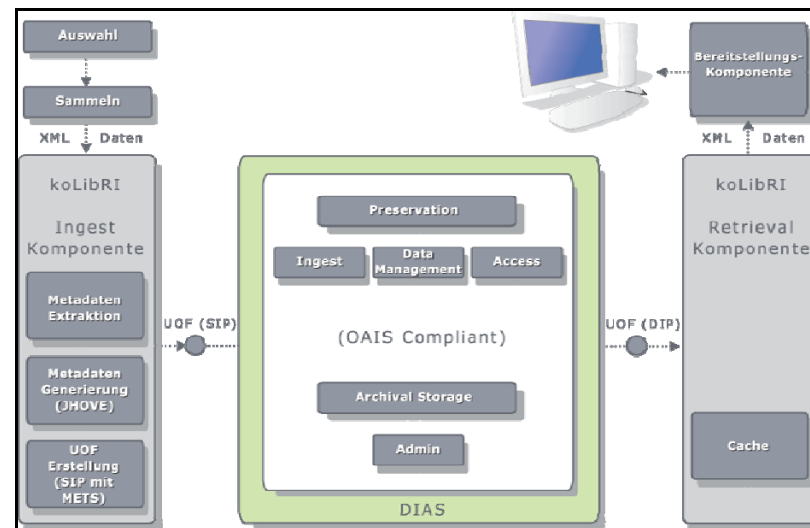 Auswahl
Sammeln
XML Daten
koLibRI
Ingest
Komponente
Metadaten
Extraktion
Metadaten
Generierung
(JHOVE)
UOF
Erstellung
(SIP mit
METS)
UOF (SIP)
Preservation
Ingest
Data
Management
Access
(OAIS Compliant)
Archival Storage
Admin
DIAS
UOF (DIP)
Bereitstellungs-
Komponente
XML Daten
koLibRI
Retrieval
Komponente
Cache